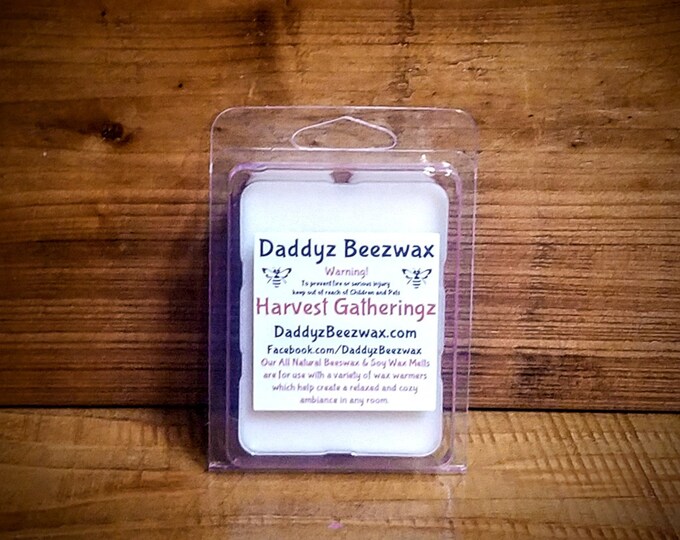 Daddyz Beezwax
Warning!
To prevent fire or serious injury
keep out of reach of Children and Pets
Harvest Gatheringz
DaddyzBeezwax.com
Facebook.com/DaddyzBeezwax
Our All Natural Beeswax & Soy Wax Melts
are for use with a variety of wax warmers
which help create a relaxed and cozy
ambiance in any room.